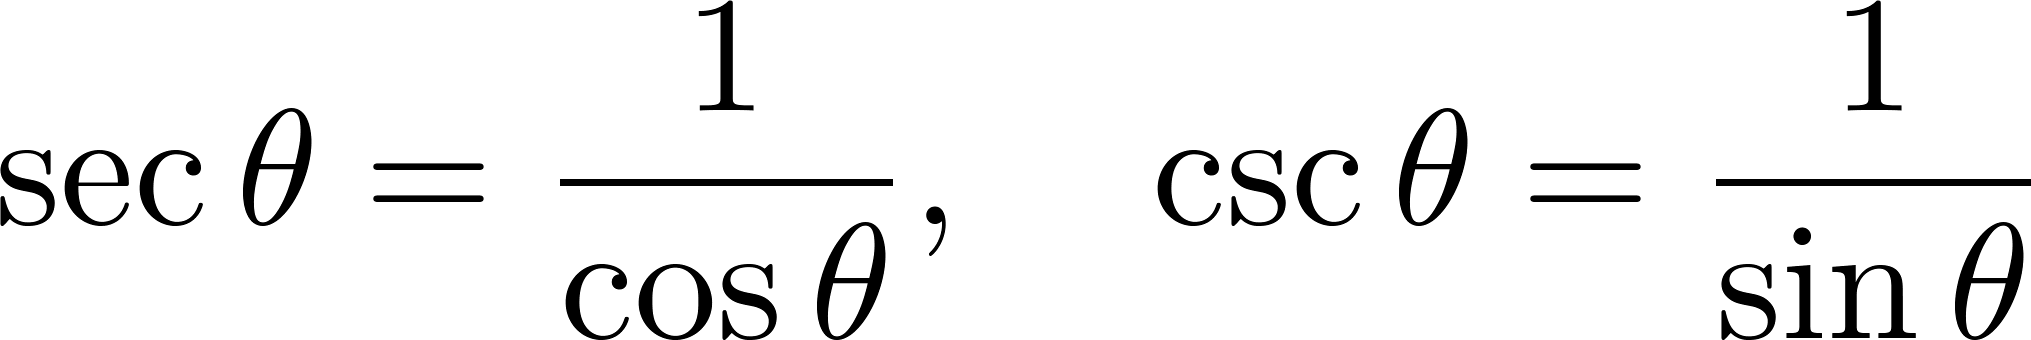 sec θ = 1/cos θ, csc θ = 1/sin θ